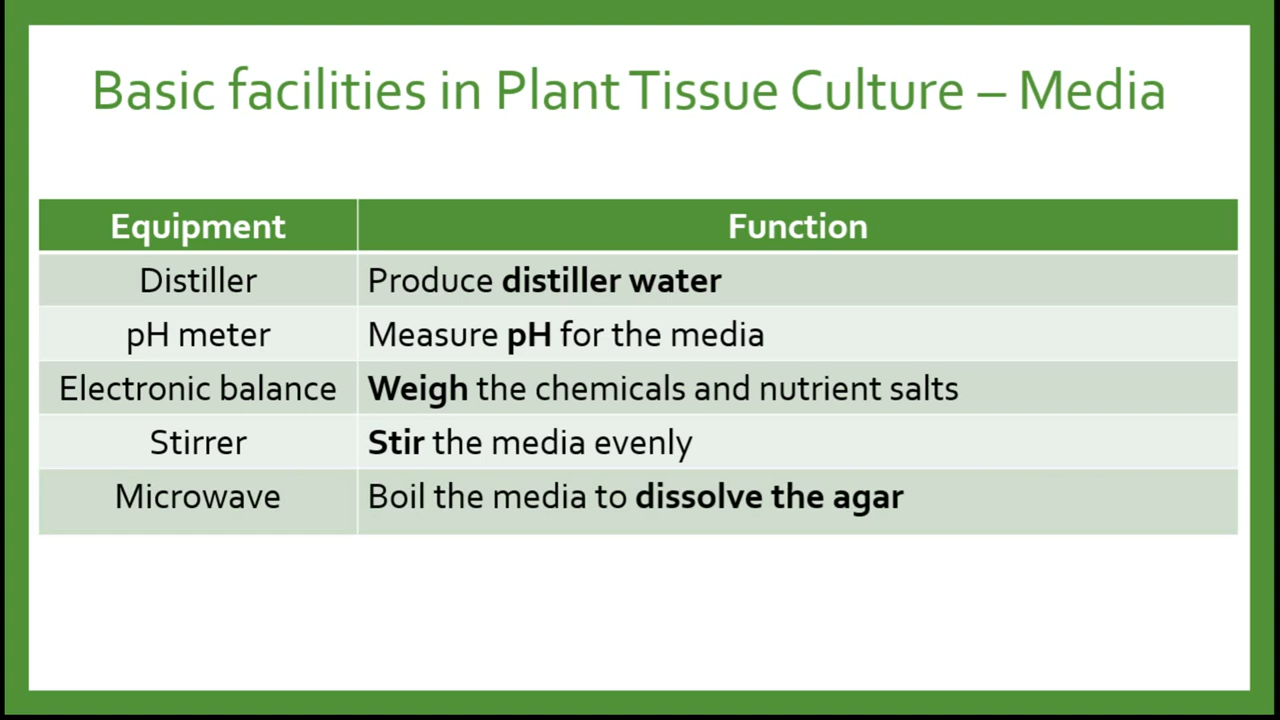 Basic facilities in Plant Tissue Culture – Media
Equipment Function
Distiller Produce distiller water
pH meter Measure pH for the media
Electronic balance Weigh the chemicals and nutrient salts
Stirrer Stir the media evenly
Microwave Boil the media to dissolve the agar